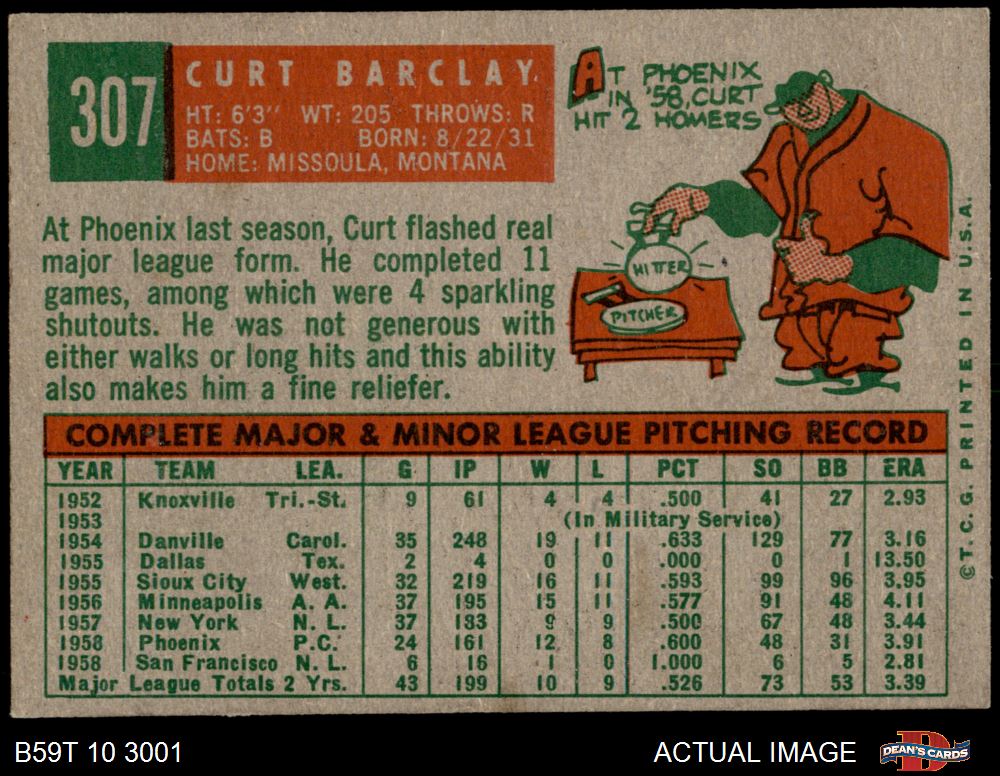 307
CURT BARCLAY
HT: 6'3" WT: 205 THROWS: R
BATS: B BORN: 8/22/31
HOME: MISSOULA, MONTANA
AT PHOENIX
IN '58, CURT
HIT 2 HOMERS
HITTER
PITCHER
At Phoenix last season, Curt flashed real
major league form. He completed 11
games, among which were 4 sparkling
shutouts. He was not generous with
either walks or long hits and this ability
also makes him a fine reliefer.
COMPLETE MAJOR & MINOR LEAGUE PITCHING RECORD
YEAR TEAM LEA. G IP W L PCT SO BB ERA
1952 Knoxville Tri.-St. 9 61 4 4 .500 41 27 2.93
1953 (In Military Service)
1954 Danville Carol. 35 248 19 11 .633 129 77 3.16
1955 Dallas Tex. 2 4 0 0 .000 0 1 13.50
1955 Sioux City West. 32 219 16 11 .593 99 96 3.95
1956 Minneapolis A. A. 37 195 15 11 .577 91 48 4.11
1957 New York N. L. 37 183 9 9 .500 67 48 3.44
1958 Phoenix P.C. 24 161 12 8 .600 48 31 3.91
1958 San Francisco N. L. 6 16 1 0 1.000 6 5 2.81
Major League Totals 2 Yrs. 43 199 10 9 .526 73 53 3.39
© T. C. G. PRINTED IN U.S.A.
B59T 10 3001
ACTUAL IMAGE
DEAN'S CARDS